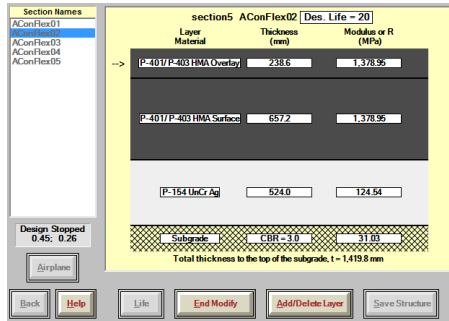 Section Names
AConFlex01
AConFlex02
AConFlex03
AConFlex04
AConFlex05
section5 AConFlex02 Des. Life = 20
Layer Material Thickness (mm) Modulus or R (MPa)
--> P-401/ P-403 HMA Overlay 238.6 1,378.95
P-401/ P-403 HMA Surface 657.2 1,378.95
P-154 UnCr Ag 524.0 124.54
Subgrade CBR = 3.0 31.03
Total thickness to the top of the subgrade, t = 1,419.8 mm
Design Stopped
0.45; 0.26
Airplane
Back Help Life End Modify Add/Delete Layer Save Structure